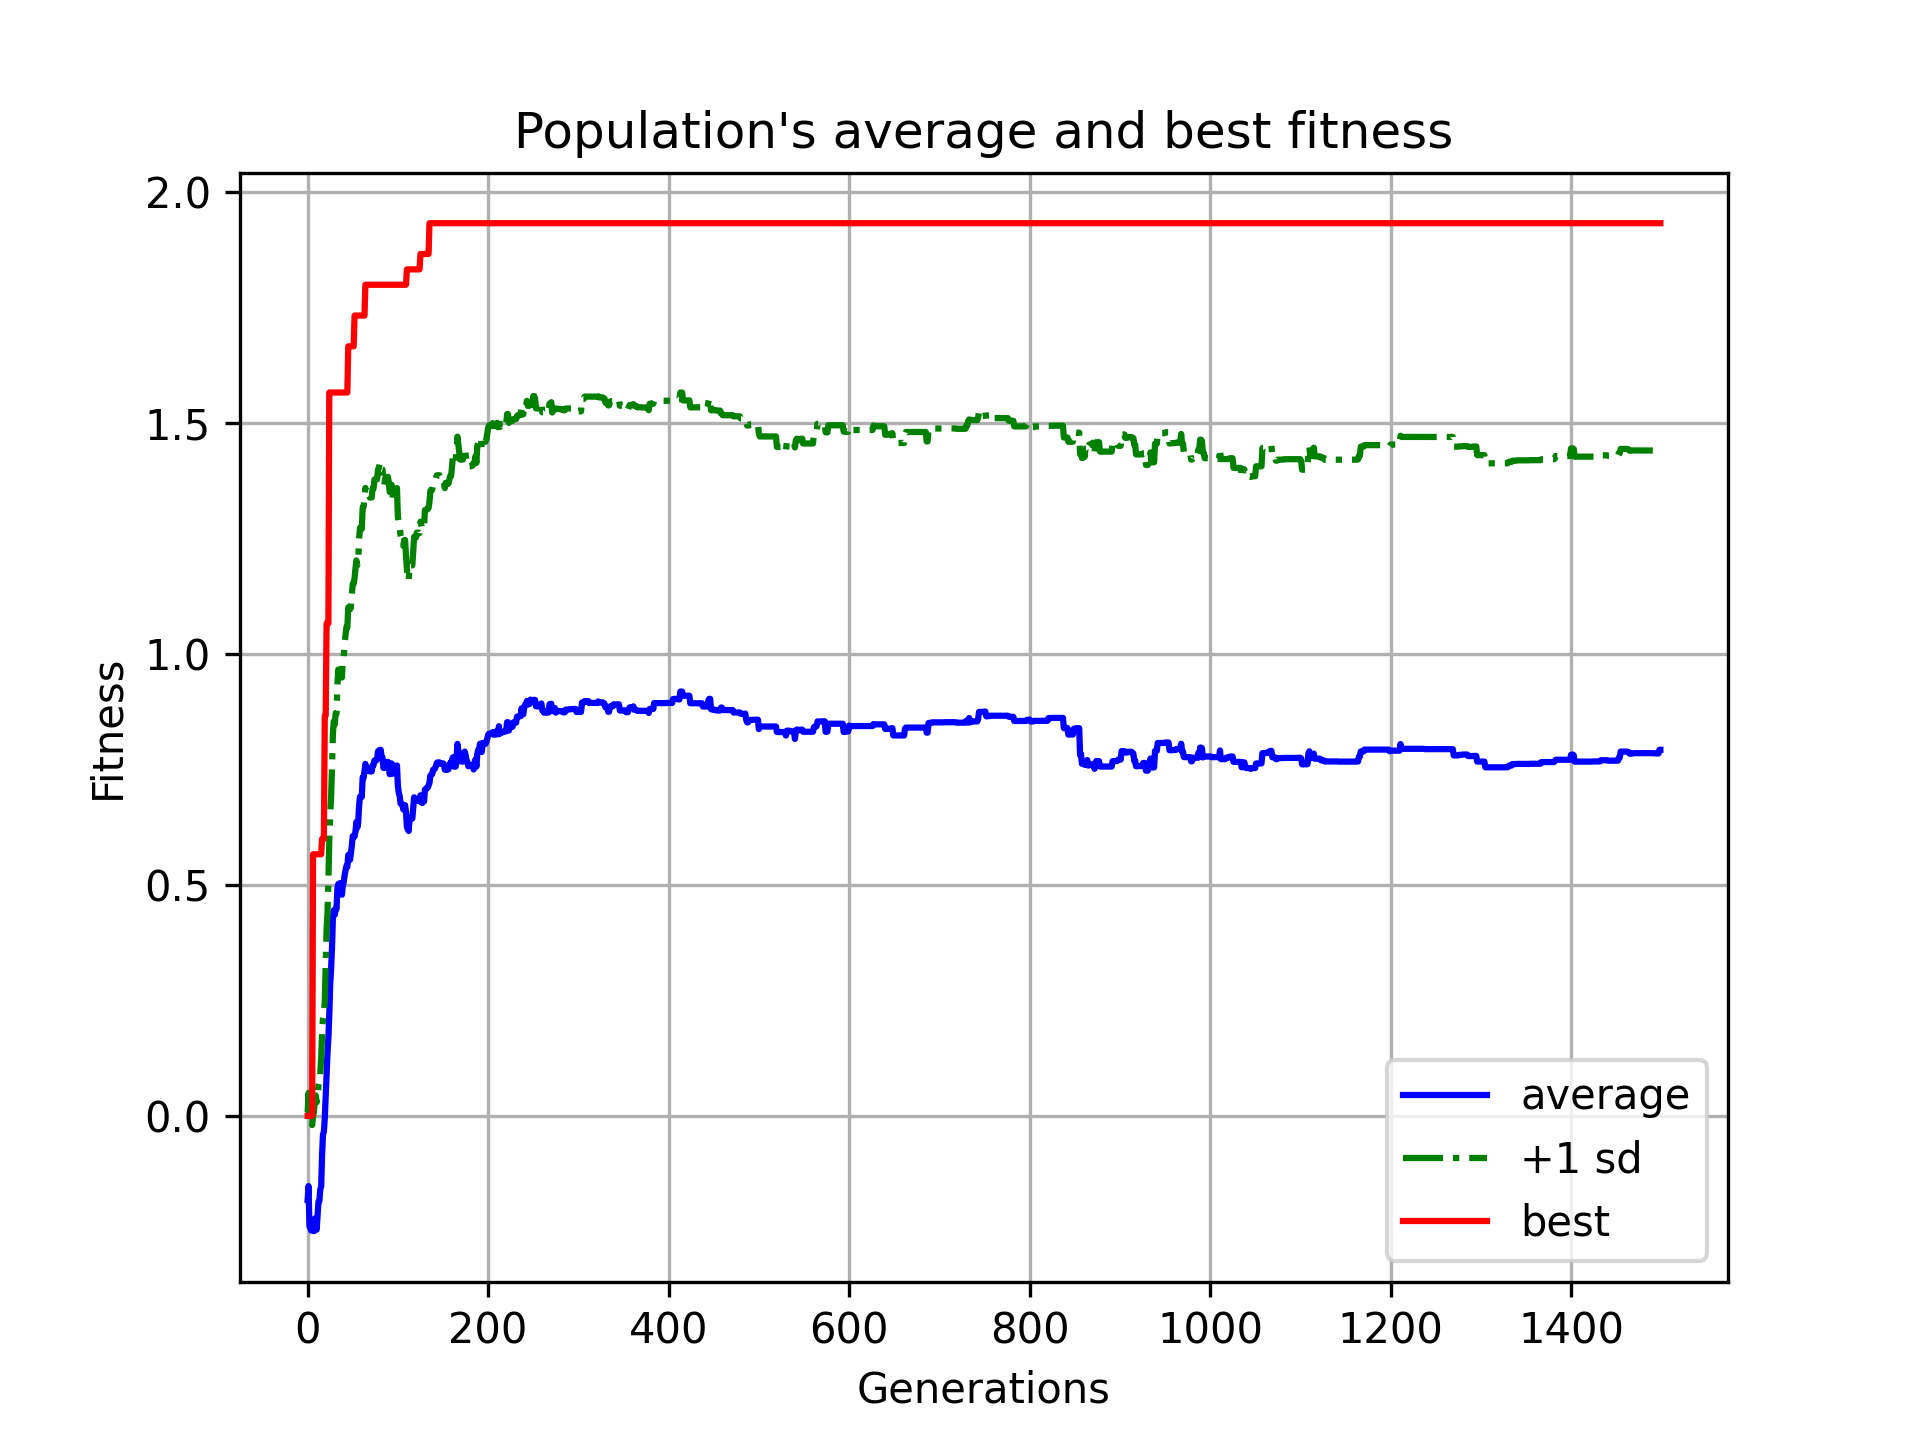 Population's average and best fitness
2.0
1.5
1.0
0.5
0.0
Fitness
0 200 400 600 800 1000 1200 1400
Generations
average
+1 sd
best